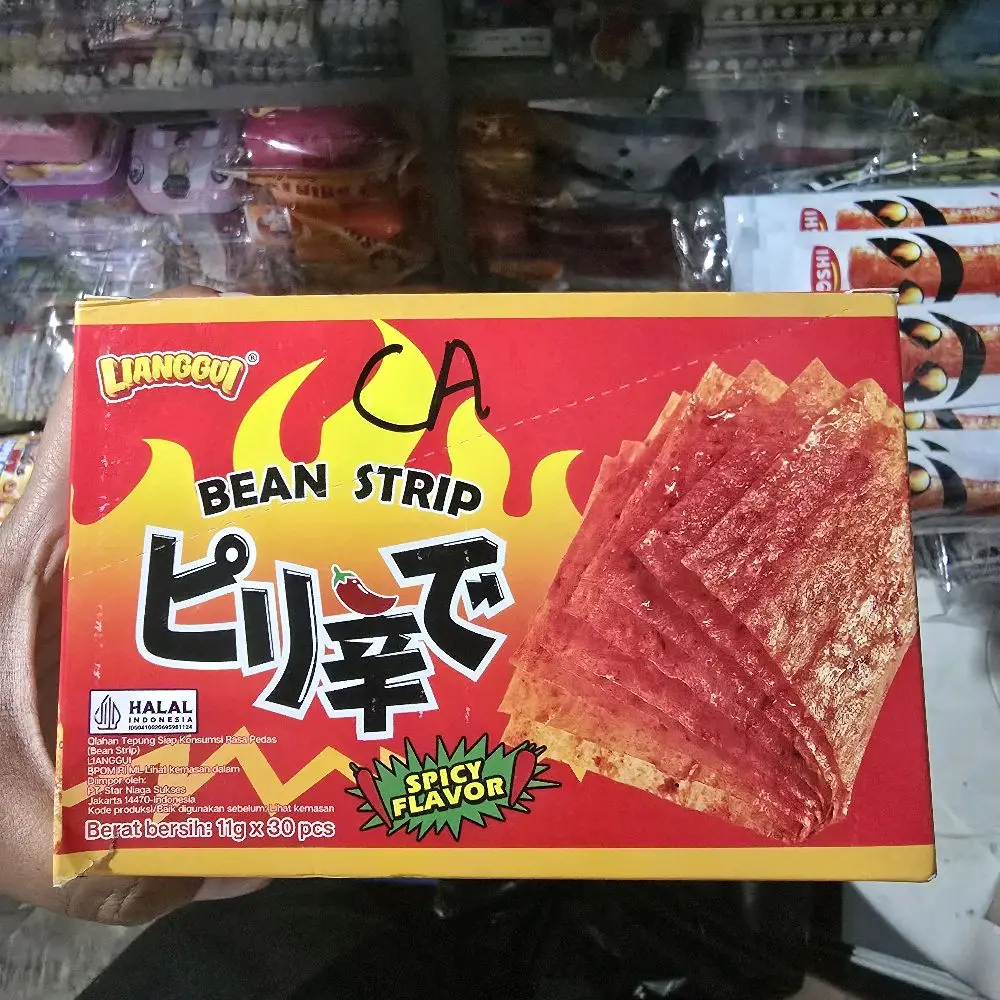 LIANGGUI®
CA
BEAN STRIP
ピリ辛で
HALAL
INDONESIA
ID00410026695981124
Olahan Tepung Siap Konsumsi Rasa Pedas
(Bean Strip)
LIANGGUI
BPOM RI ML Lihat kemasan dalam
Diimpor oleh:
PT. Star Niaga Sukses
Jakarta 14470-Indonesia
Kode produksi/Baik digunakan sebelum: Lihat kemasan
Berat bersih: 11g x 30 pcs
SPICY
FLAVOR